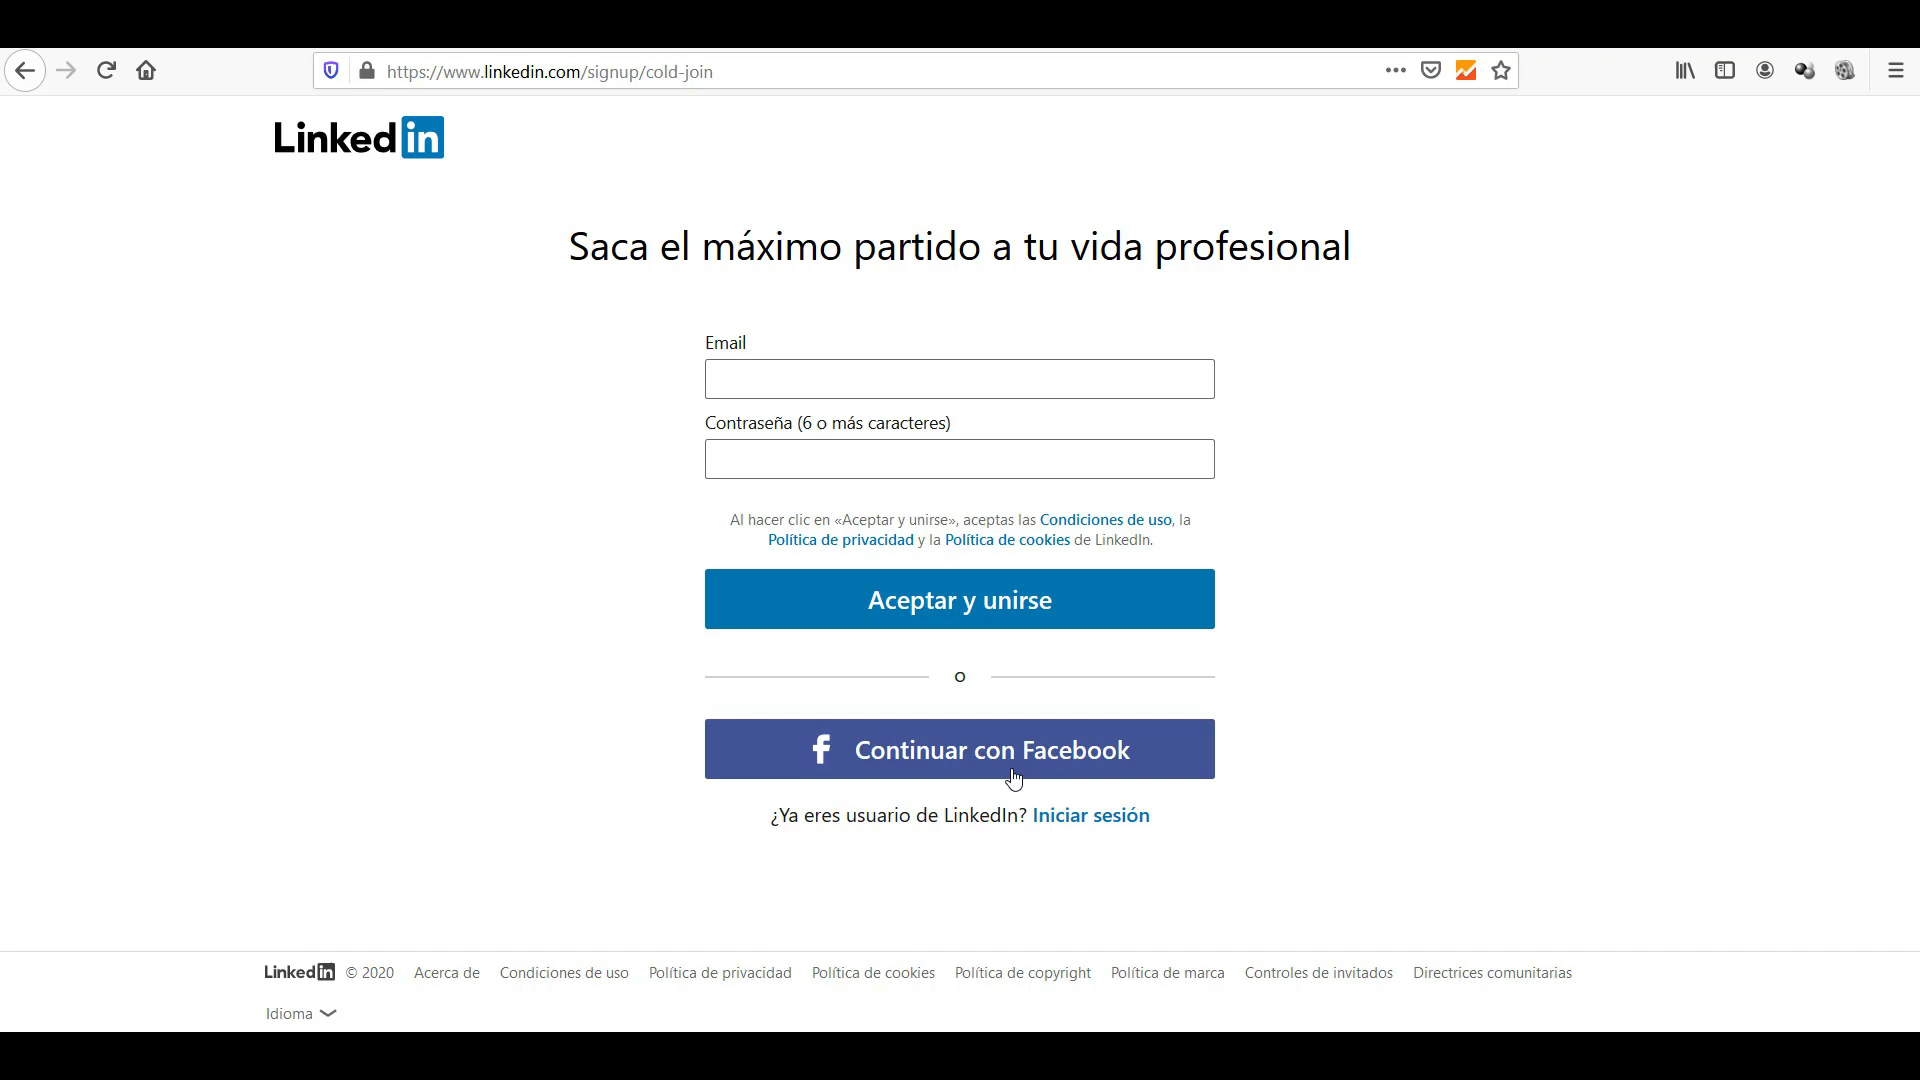 https://www.linkedin.com/signup/cold-join
Linked in
Saca el máximo partido a tu vida profesional
Email
Contraseña (6 o más caracteres)
Al hacer clic en «Aceptar y unirse», aceptas las Condiciones de uso, la
Política de privacidad y la Política de cookies de LinkedIn.
Aceptar y unirse
o
f Continuar con Facebook
¿Ya eres usuario de LinkedIn? Iniciar sesión
Linked in © 2020 Acerca de Condiciones de uso Política de privacidad Política de cookies Política de copyright Política de marca Controles de invitados Directrices comunitarias
Idioma